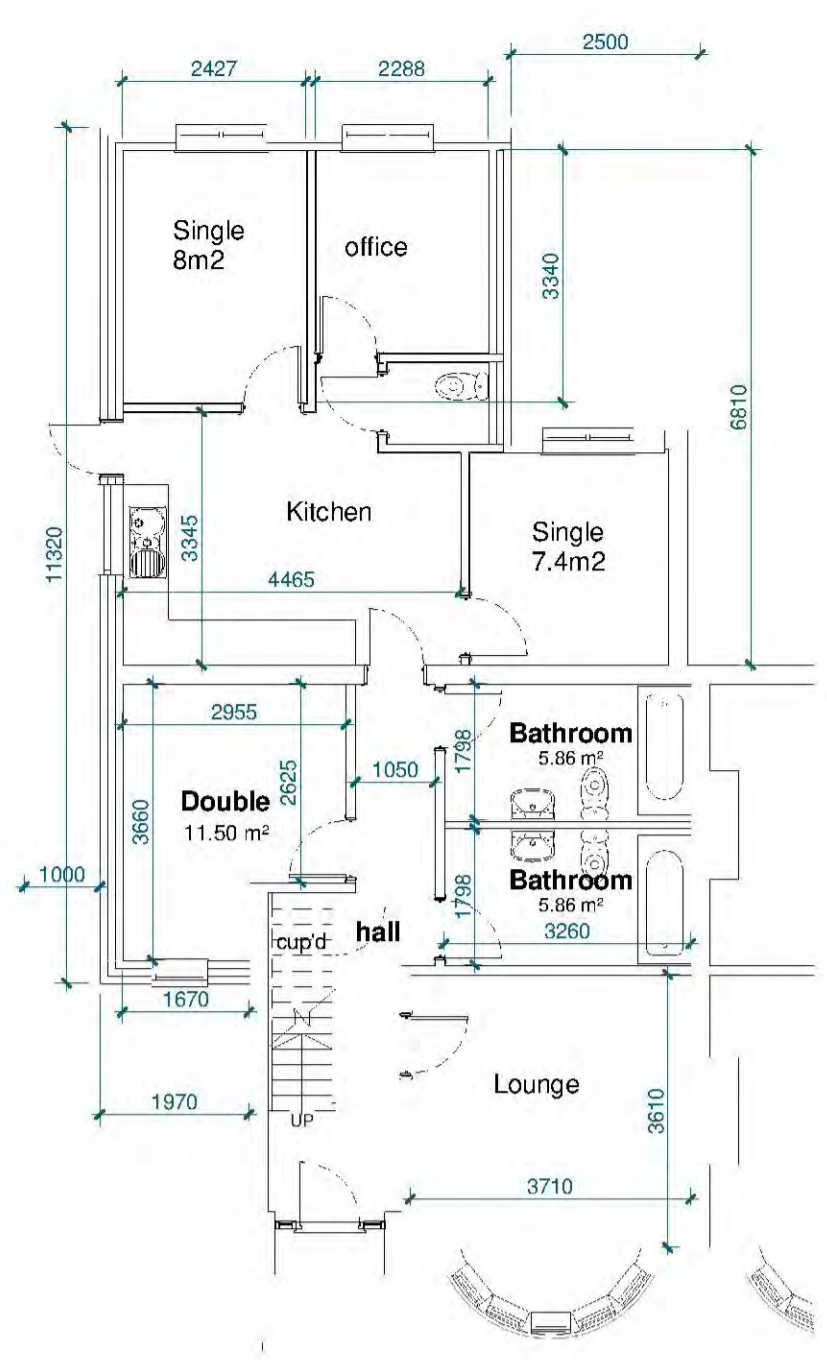 2500
2427
2288
Single
8m2
office
3340
6810
11320
3345
Kitchen
Single
7.4m2
4465
2955
2625
1050
1798
Bathroom
5.86 m²
3660
Double
11.50 m²
1000
1798
Bathroom
5.86 m²
3260
cup'd
hall
1670
Lounge
1970
UP
3610
3710